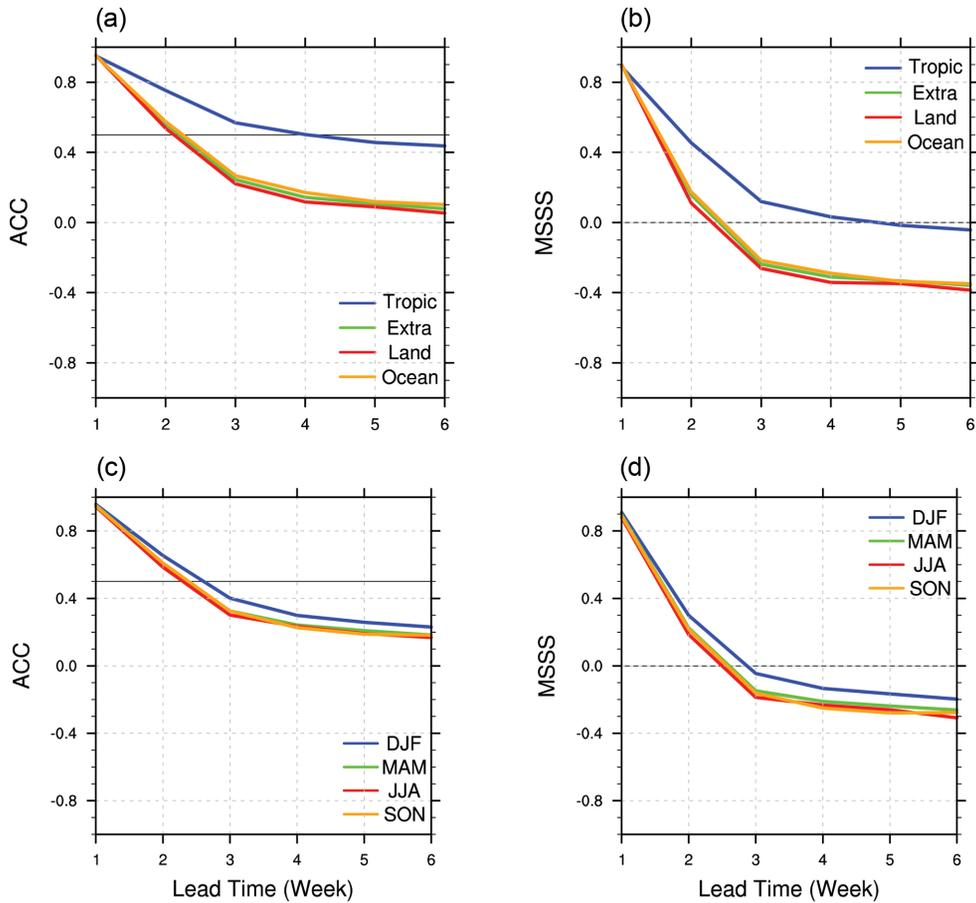 (a)
0.8
0.4
0.0
-0.4
-0.8
ACC
Tropic
Extra
Land
Ocean
1 2 3 4 5 6
(b)
0.8
0.4
0.0
-0.4
-0.8
MSSS
Tropic
Extra
Land
Ocean
1 2 3 4 5 6
(c)
0.8
0.4
0.0
-0.4
-0.8
ACC
DJF
MAM
JJA
SON
1 2 3 4 5 6
Lead Time (Week)
(d)
0.8
0.4
0.0
-0.4
-0.8
MSSS
DJF
MAM
JJA
SON
1 2 3 4 5 6
Lead Time (Week)